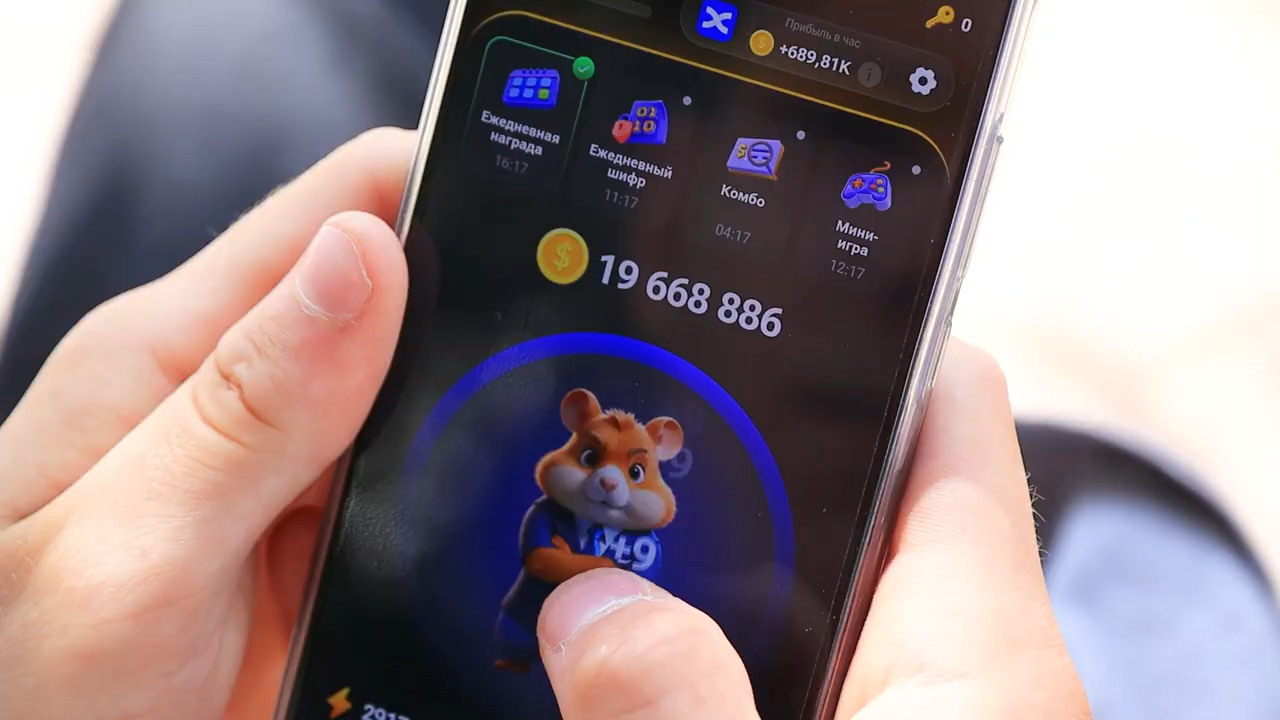 Прибыль в час
+689,81K
0
Ежедневная
награда
16:17
Ежедневный
шифр
11:17
Комбо
04:17
Мини-
игра
12:17
19 668 886
+9